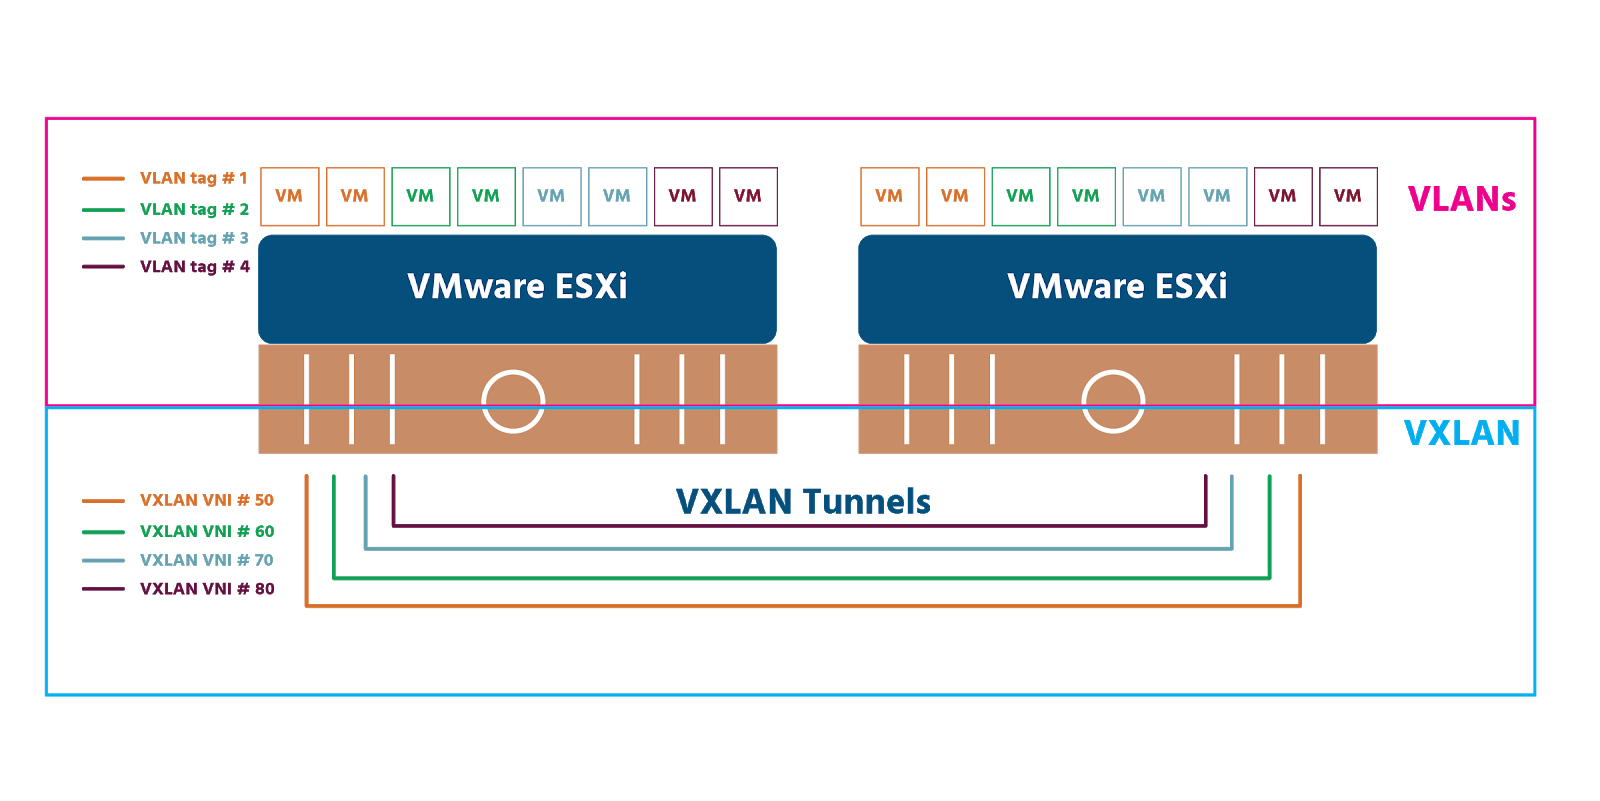 VLAN tag # 1
VLAN tag # 2
VLAN tag # 3
VLAN tag # 4
VM VM VM VM VM VM VM VM
VM VM VM VM VM VM VM VM
VLANs
VMware ESXi
VMware ESXi
VXLAN
VXLAN Tunnels
VXLAN VNI # 50
VXLAN VNI # 60
VXLAN VNI # 70
VXLAN VNI # 80